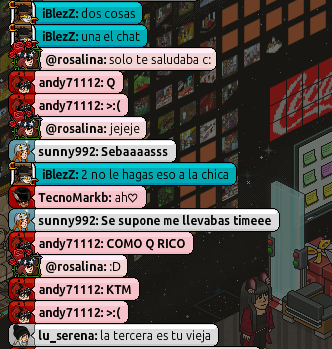 iBlezZ: dos cosas
iBlezZ: una el chat
@rosalina: solo te saludaba c:
andy71112: Q
andy71112: >:(
@rosalina: jejeje
sunny992: Sebaaaasss
iBlezZ: 2 no le hagas eso a la chica
TecnoMarkb: ah♡
sunny992: Se supone me llevabas timeee
andy71112: COMO Q RICO
@rosalina: :D
andy71112: KTM
andy71112: >:(
lu_serena: la tercera es tu vieja
Coca